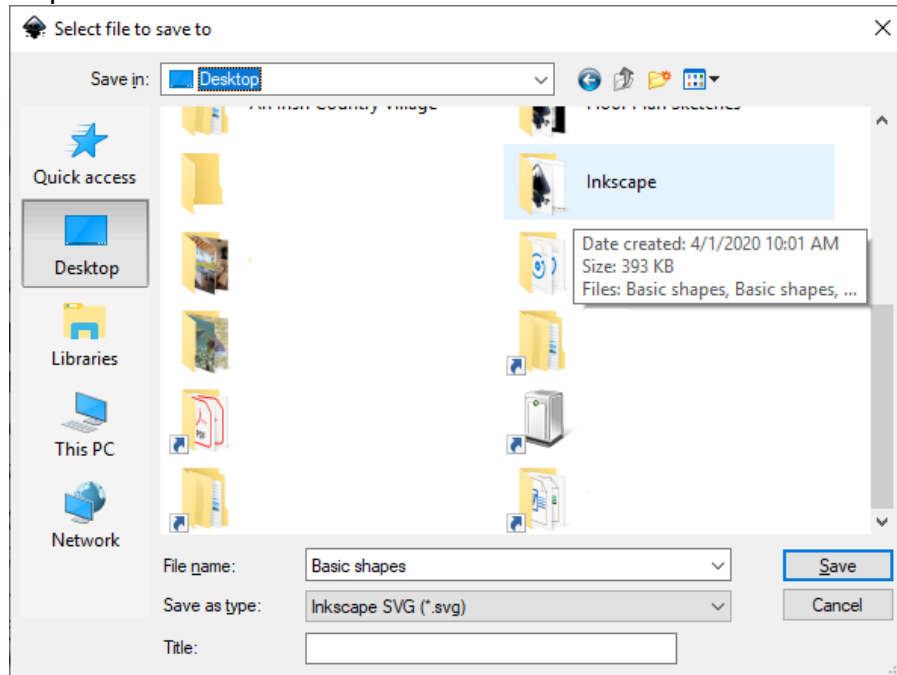 Select file to save to
Save in:
Desktop
Quick access
Inkscape
Date created: 4/1/2020 10:01 AM
Size: 393 KB
Files: Basic shapes, Basic shapes, ...
Desktop
Libraries
This PC
PDF
Network
File name:
Basic shapes
Save
Save as type:
Inkscape SVG (*.svg)
Cancel
Title: